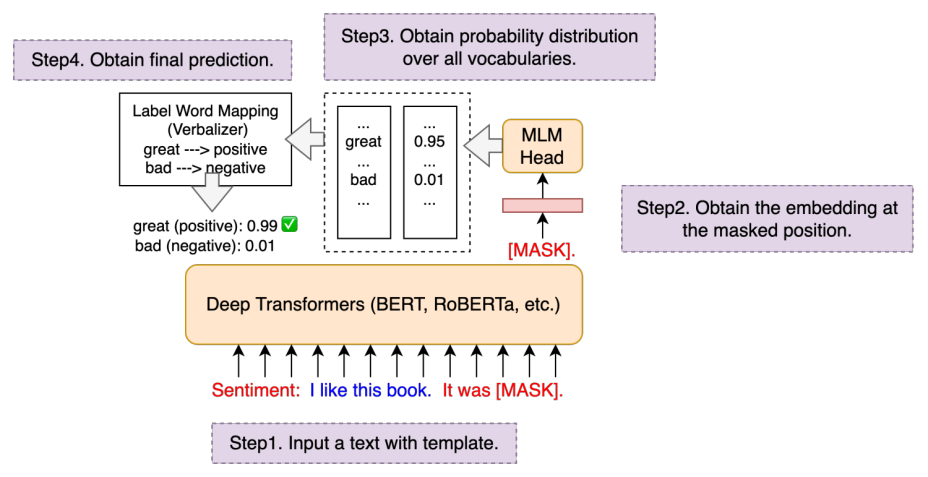 Step3. Obtain probability distribution
over all vocabularies.
Step4. Obtain final prediction.
Label Word Mapping
(Verbalizer)
great ---> positive
bad ---> negative
...
great
...
bad
...
...
0.95
...
0.01
...
MLM
Head
great (positive): 0.99
bad (negative): 0.01
Step2. Obtain the embedding at
the masked position.
[MASK].
Deep Transformers (BERT, RoBERTa, etc.)
Sentiment: I like this book. It was [MASK].
Step1. Input a text with template.